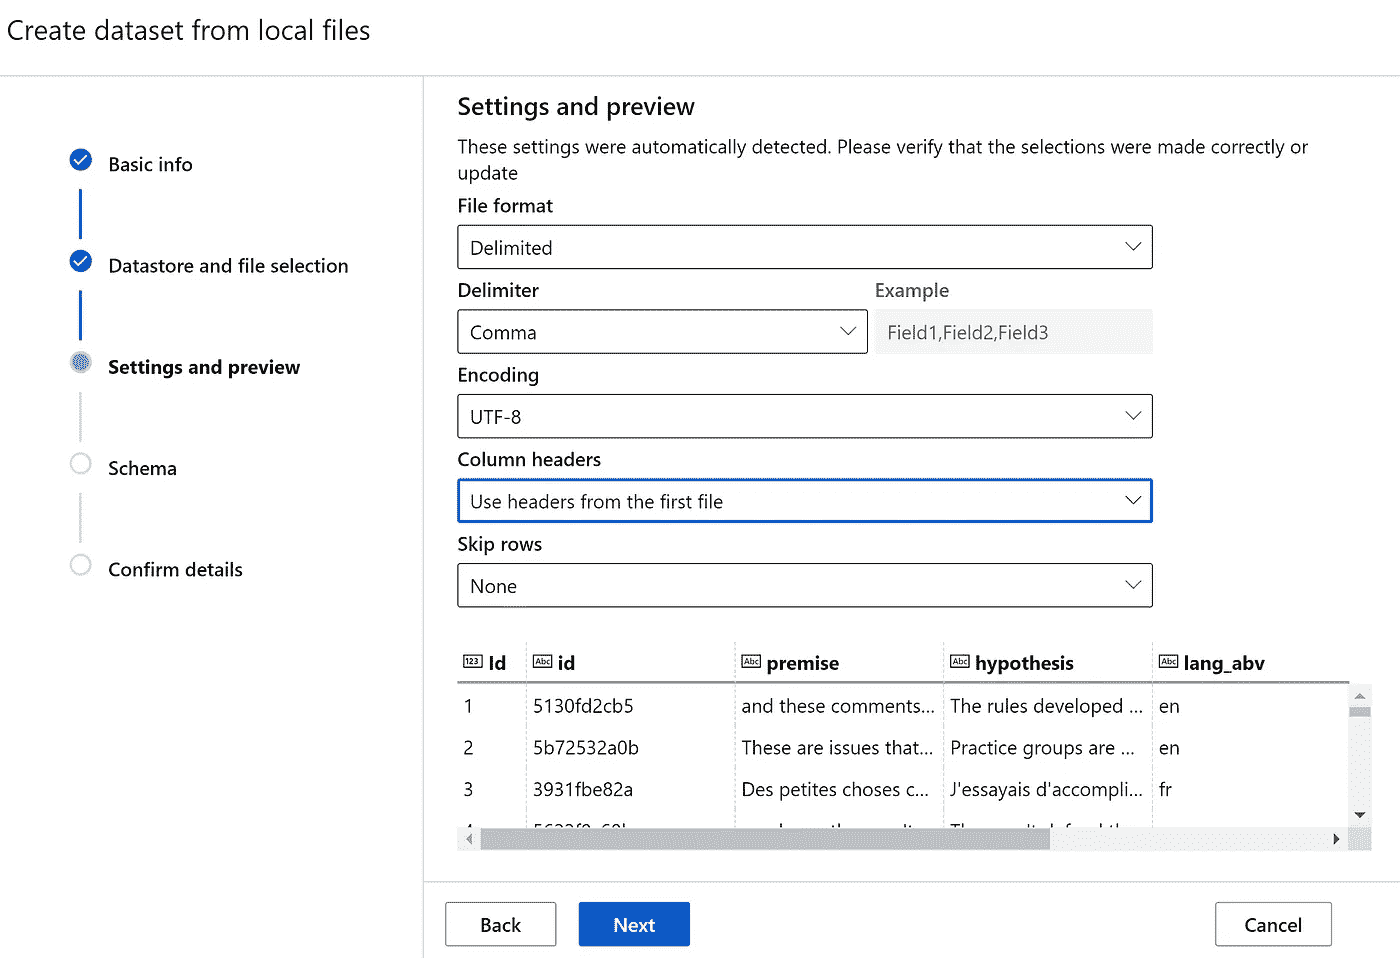 Create dataset from local files
Basic info
Datastore and file selection
Settings and preview
Schema
Confirm details
Settings and preview
These settings were automatically detected. Please verify that the selections were made correctly or
update
File format
Delimited
Delimiter
Example
Comma
Field1,Field2,Field3
Encoding
UTF-8
Column headers
Use headers from the first file
Skip rows
None
123 Id Abc id Abc premise Abc hypothesis Abc lang_abv
1 5130fd2cb5 and these comments... The rules developed ... en
2 5b72532a0b These are issues that... Practice groups are ... en
3 3931fbe82a Des petites choses c... J'essayais d'accompli... fr
Back
Next
Cancel